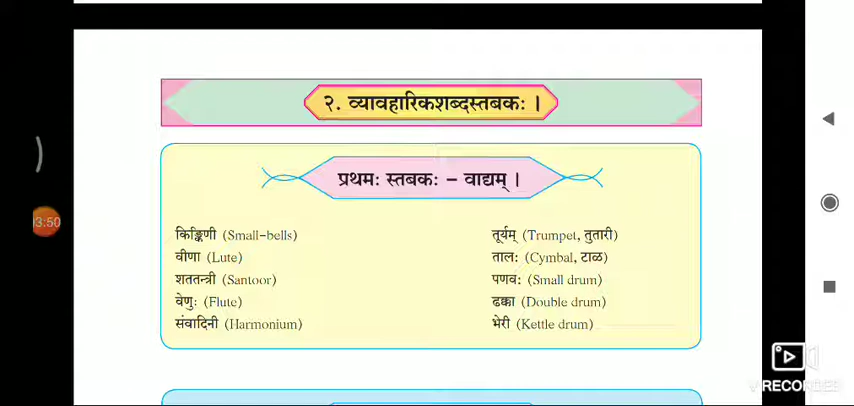 २. व्यावहारिकशब्दस्तबकः ।
प्रथमः स्तबकः – वाद्यम् ।
किङ्किणी (Small-bells)
वीणा (Lute)
शततन्त्री (Santoor)
वेणुः (Flute)
संवादिनी (Harmonium)
तूर्यम् (Trumpet, तुतारी)
तालः (Cymbal, टाळ)
पणवः (Small drum)
ढक्का (Double drum)
भेरी (Kettle drum)
3:50
V RECORDER